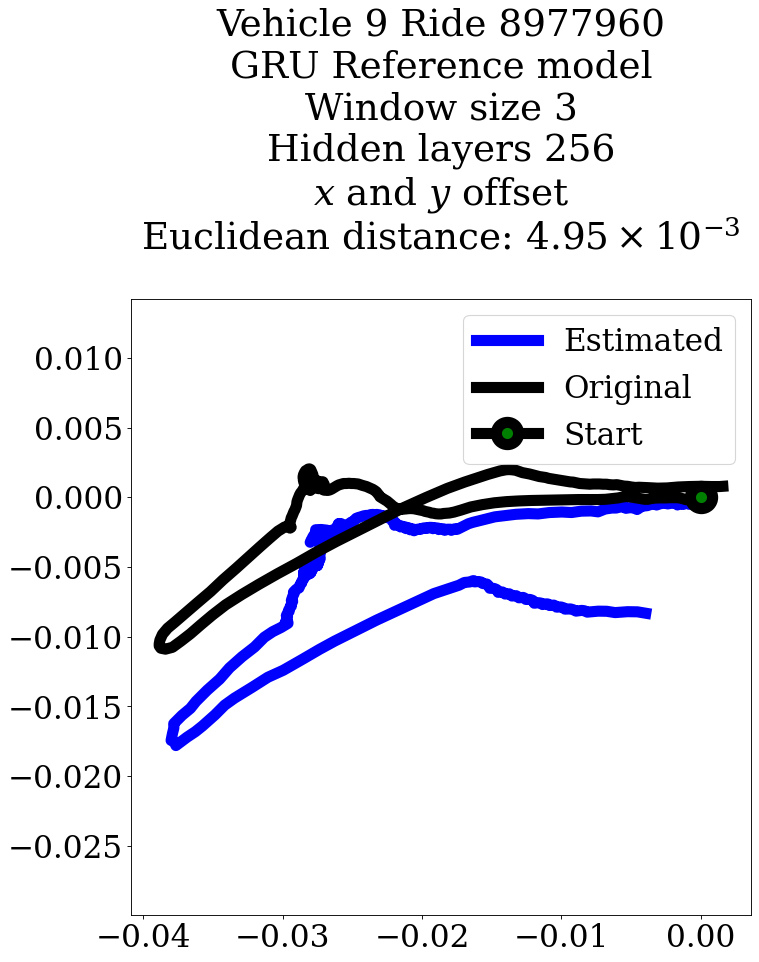 Vehicle 9 Ride 8977960
GRU Reference model
Window size 3
Hidden layers 256
x and y offset
Euclidean distance: 4.95 × 10⁻³
Estimated
Original
Start
0.010
0.005
0.000
−0.005
−0.010
−0.015
−0.020
−0.025
−0.04 −0.03 −0.02 −0.01 0.00